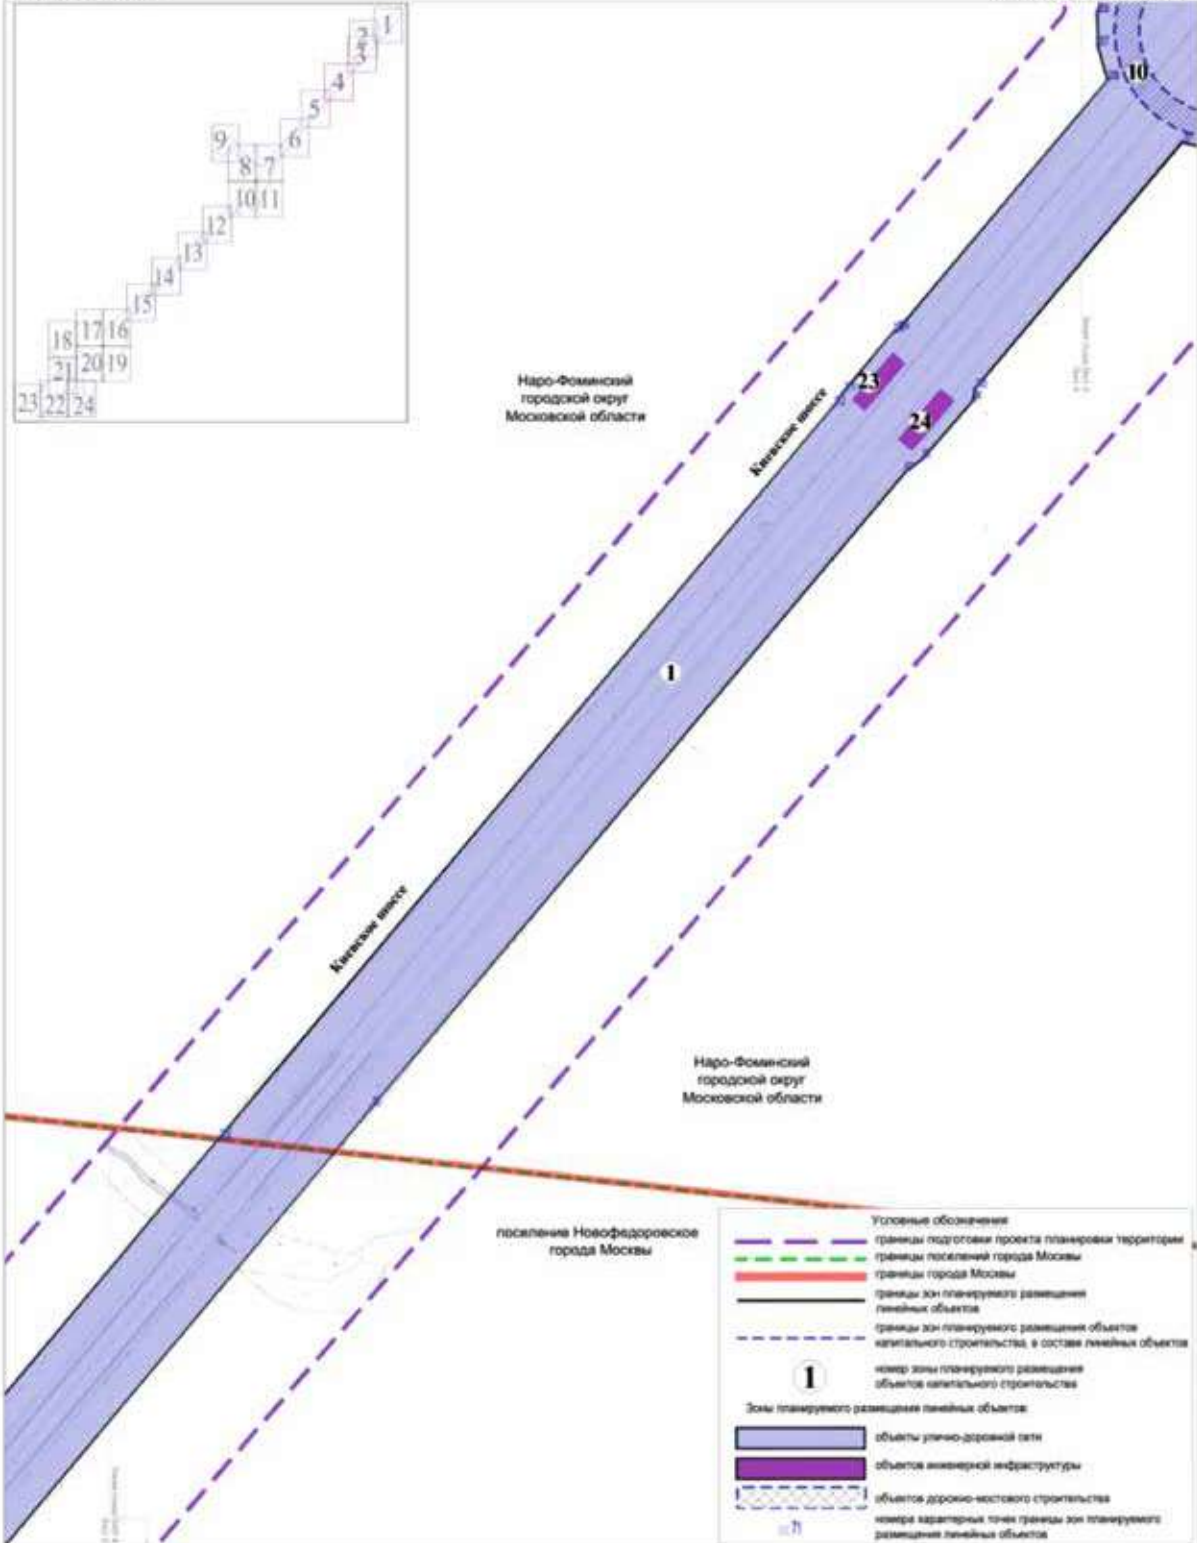 1
2
3
4
5
6
9
8
7
10
11
12
13
14
15
17
16
18
20
19
21
23
22
24
10
Наро-Фоминский
городской округ
Московской области
Киевское шоссе
23
24
1
Киевское шоссе
Наро-Фоминский
городской округ
Московской области
поселение Новофедоровское
города Москвы
Условные обозначения
границы подготовки проекта планировки территории
границы поселений города Москвы
границы города Москвы
границы зон планируемого размещения
линейных объектов
границы зон планируемого размещения объектов
капитального строительства, в составе линейных объектов
1
номер зоны планируемого размещения
объектов капитального строительства
Зоны планируемого размещения линейных объектов
объекты улично-дорожной сети
объектов инженерной инфраструктуры
объектов дорожно-мостового строительства
71
номера характерных точек границы зон планируемого
размещения линейных объектов